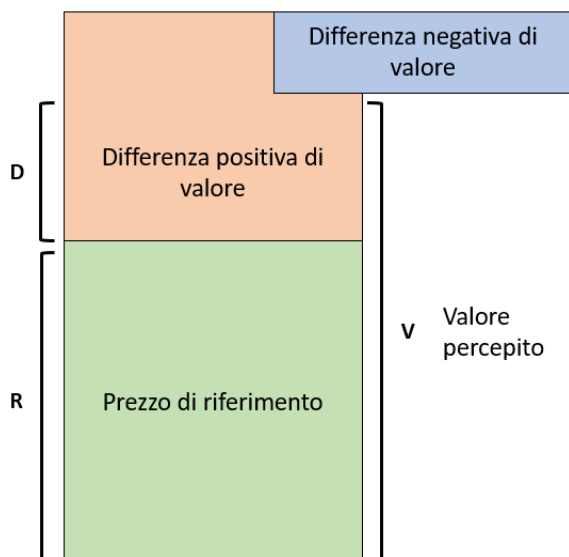 Differenza negativa di
valore
D
Differenza positiva di
valore
V
Valore
percepito
R
Prezzo di riferimento